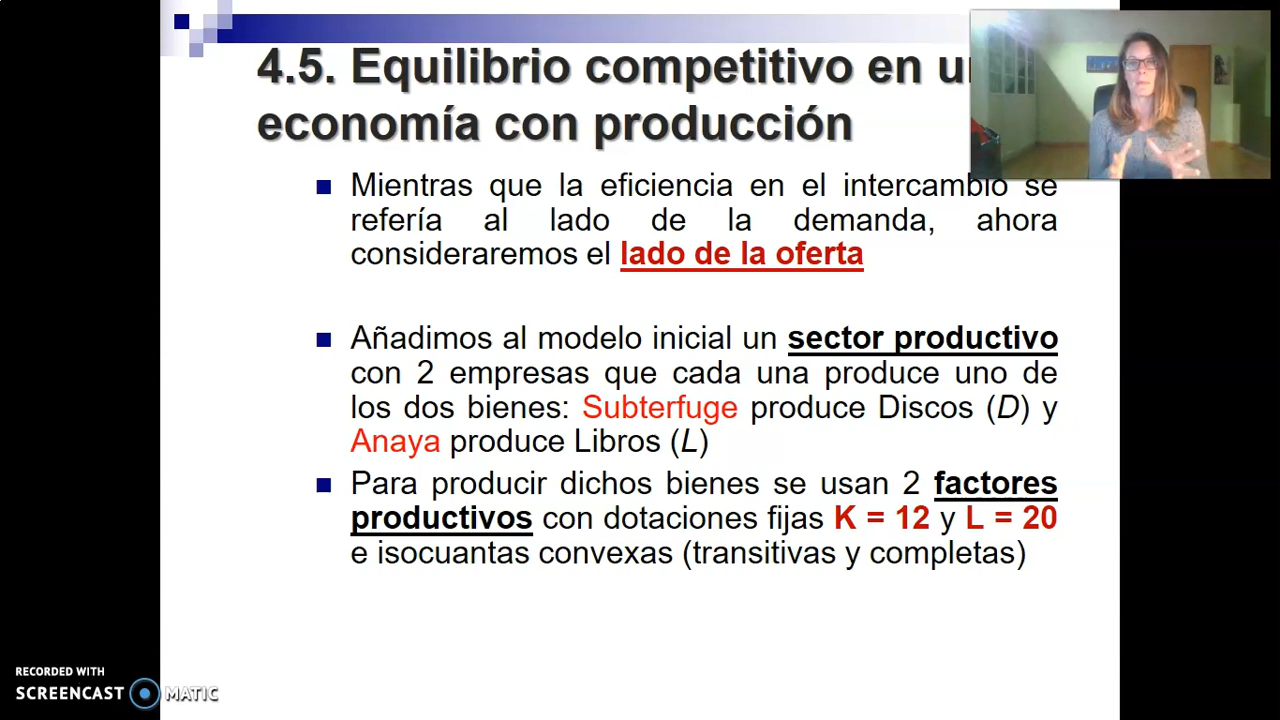 4.5. Equilibrio competitivo en
economía con producción
Mientras que la eficiencia en el intercambio se
refería al lado de la demanda, ahora
consideraremos el lado de la oferta
Añadimos al modelo inicial un sector productivo
con 2 empresas que cada una produce uno de
los dos bienes: Subterfuge produce Discos (D) y
Anaya produce Libros (L)
Para producir dichos bienes se usan 2 factores
productivos con dotaciones fijas K = 12 y L = 20
e isocuantas convexas (transitivas y completas)
RECORDED WITH
SCREENCAST MATIC